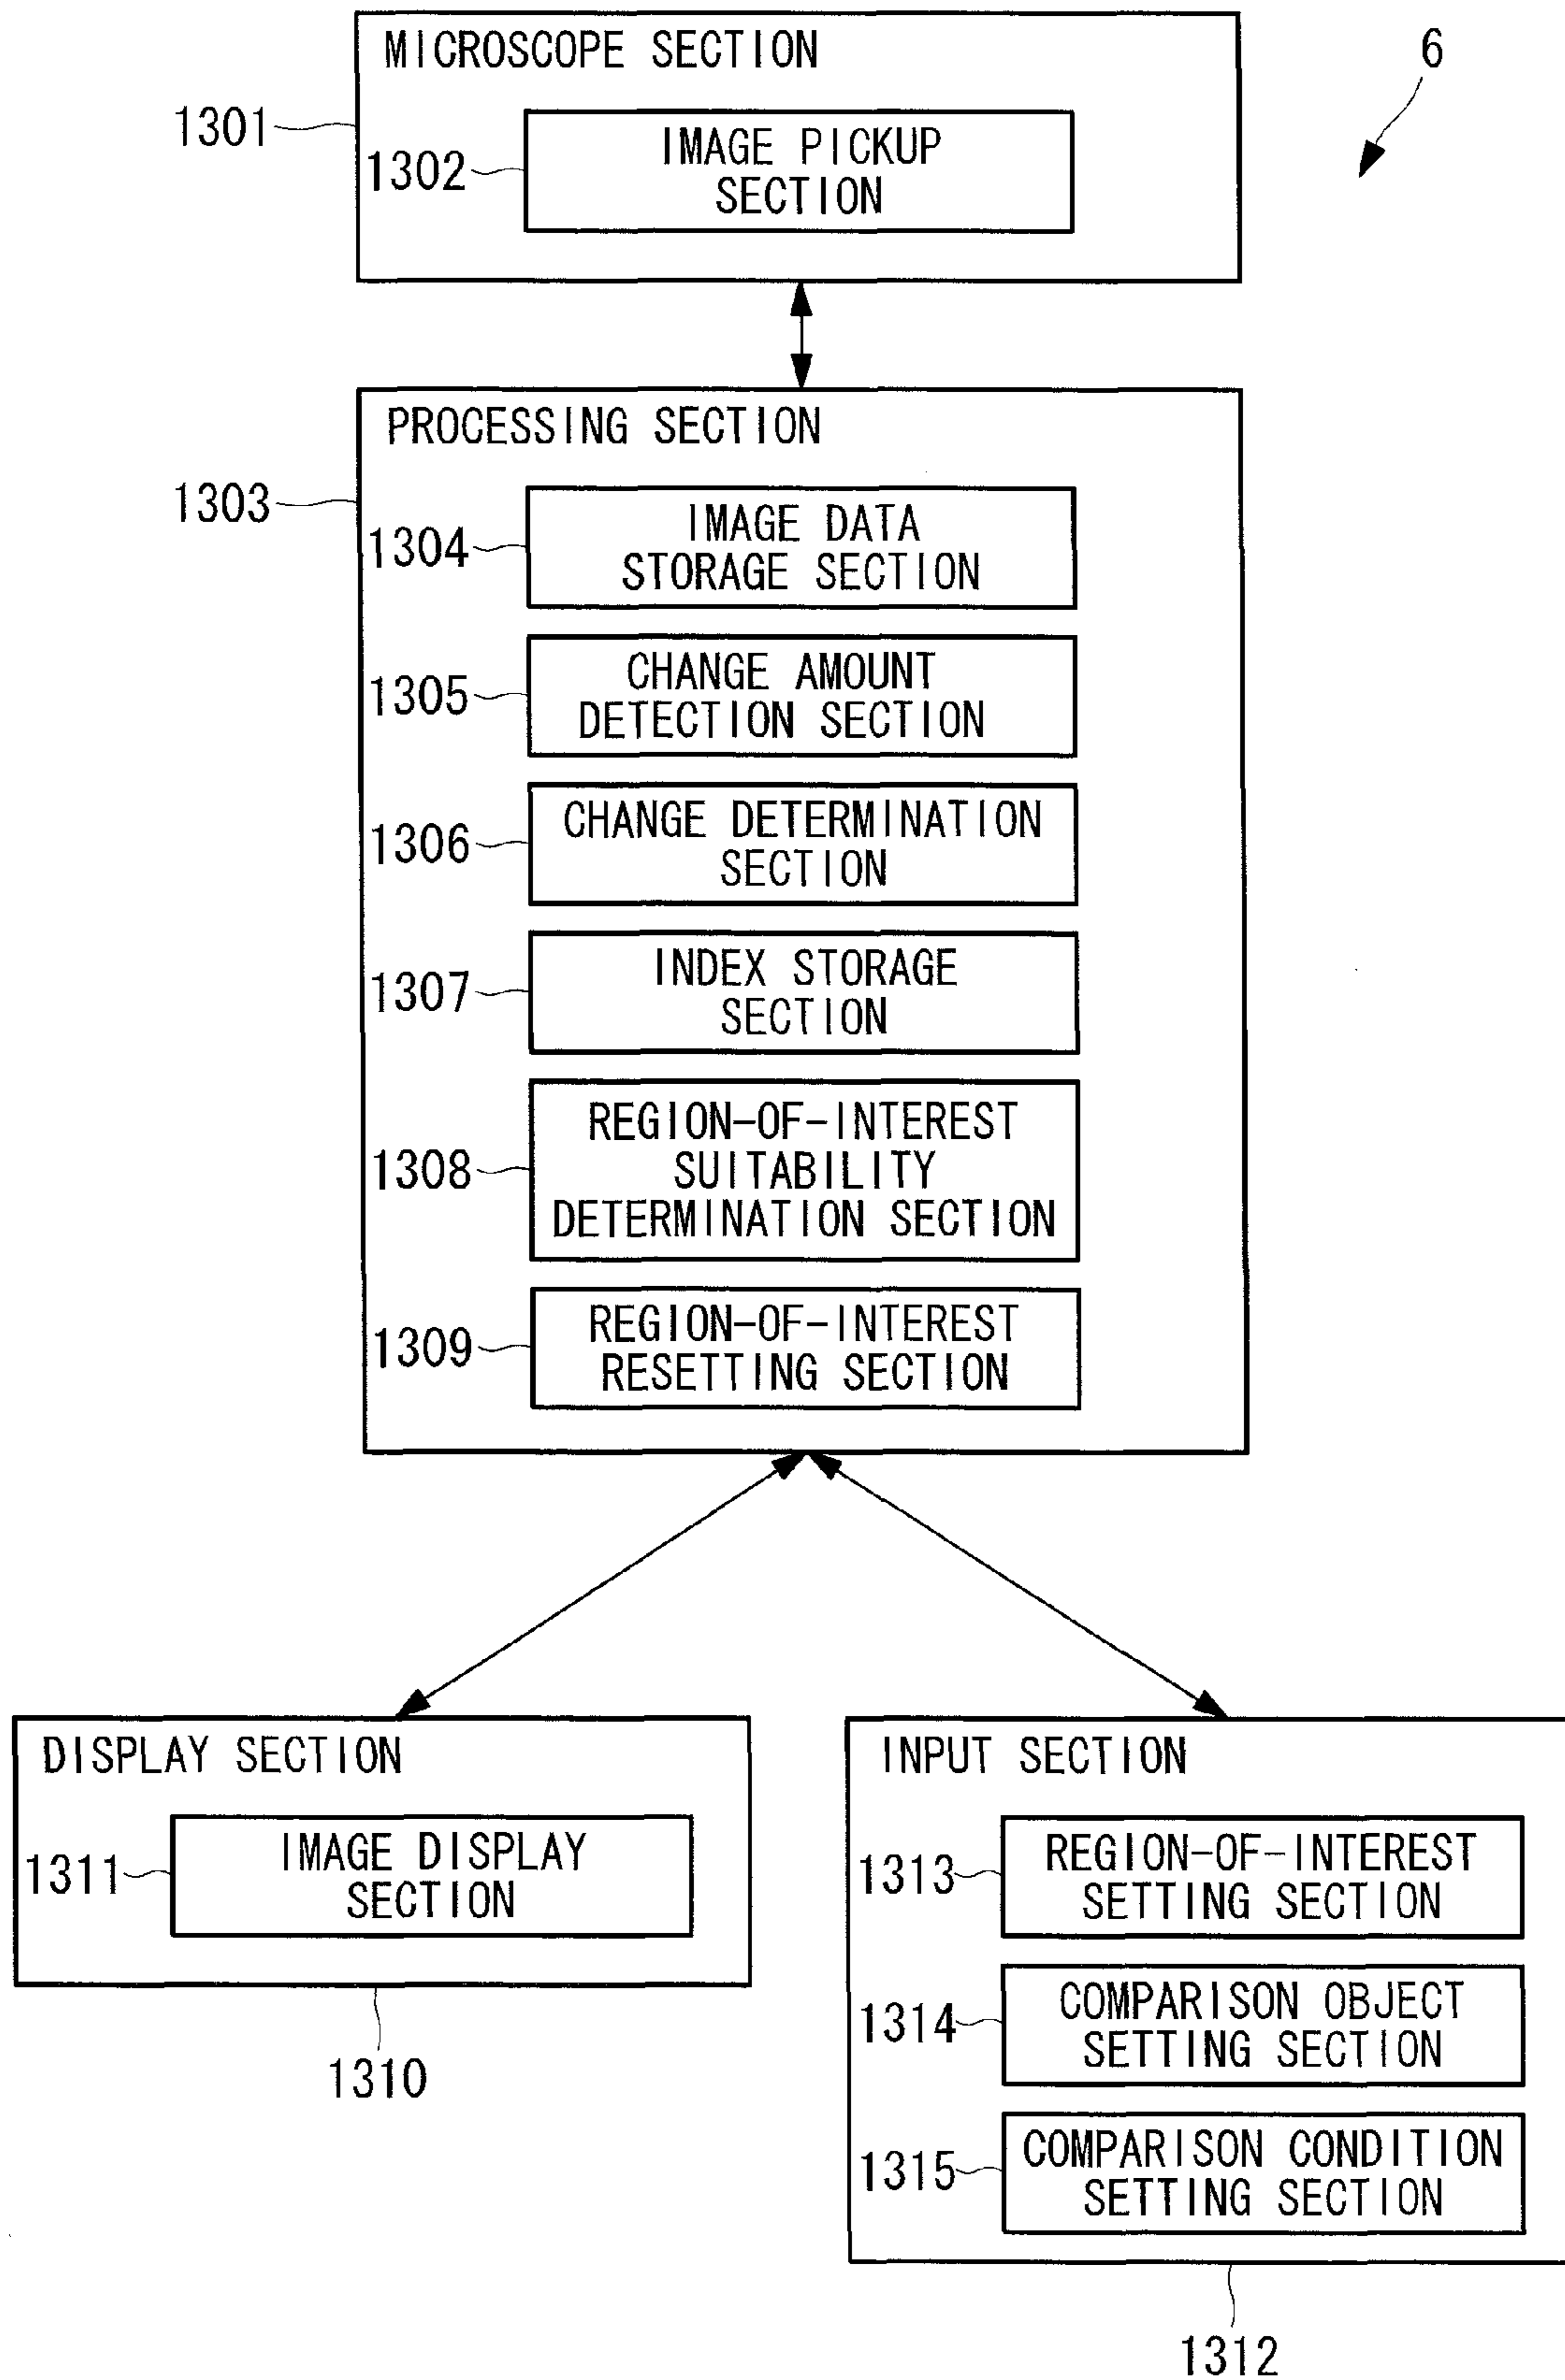 MICROSCOPE SECTION
6
1301
1302
IMAGE PICKUP
SECTION
PROCESSING SECTION
1303
1304
IMAGE DATA
STORAGE SECTION
1305
CHANGE AMOUNT
DETECTION SECTION
1306
CHANGE DETERMINATION
SECTION
1307
INDEX STORAGE
SECTION
1308
REGION-OF-INTEREST
SUITABILITY
DETERMINATION SECTION
1309
REGION-OF-INTEREST
RESETTING SECTION
DISPLAY SECTION
1311
IMAGE DISPLAY
SECTION
1310
INPUT SECTION
1313
REGION-OF-INTEREST
SETTING SECTION
1314
COMPARISON OBJECT
SETTING SECTION
1315
COMPARISON CONDITION
SETTING SECTION
1312